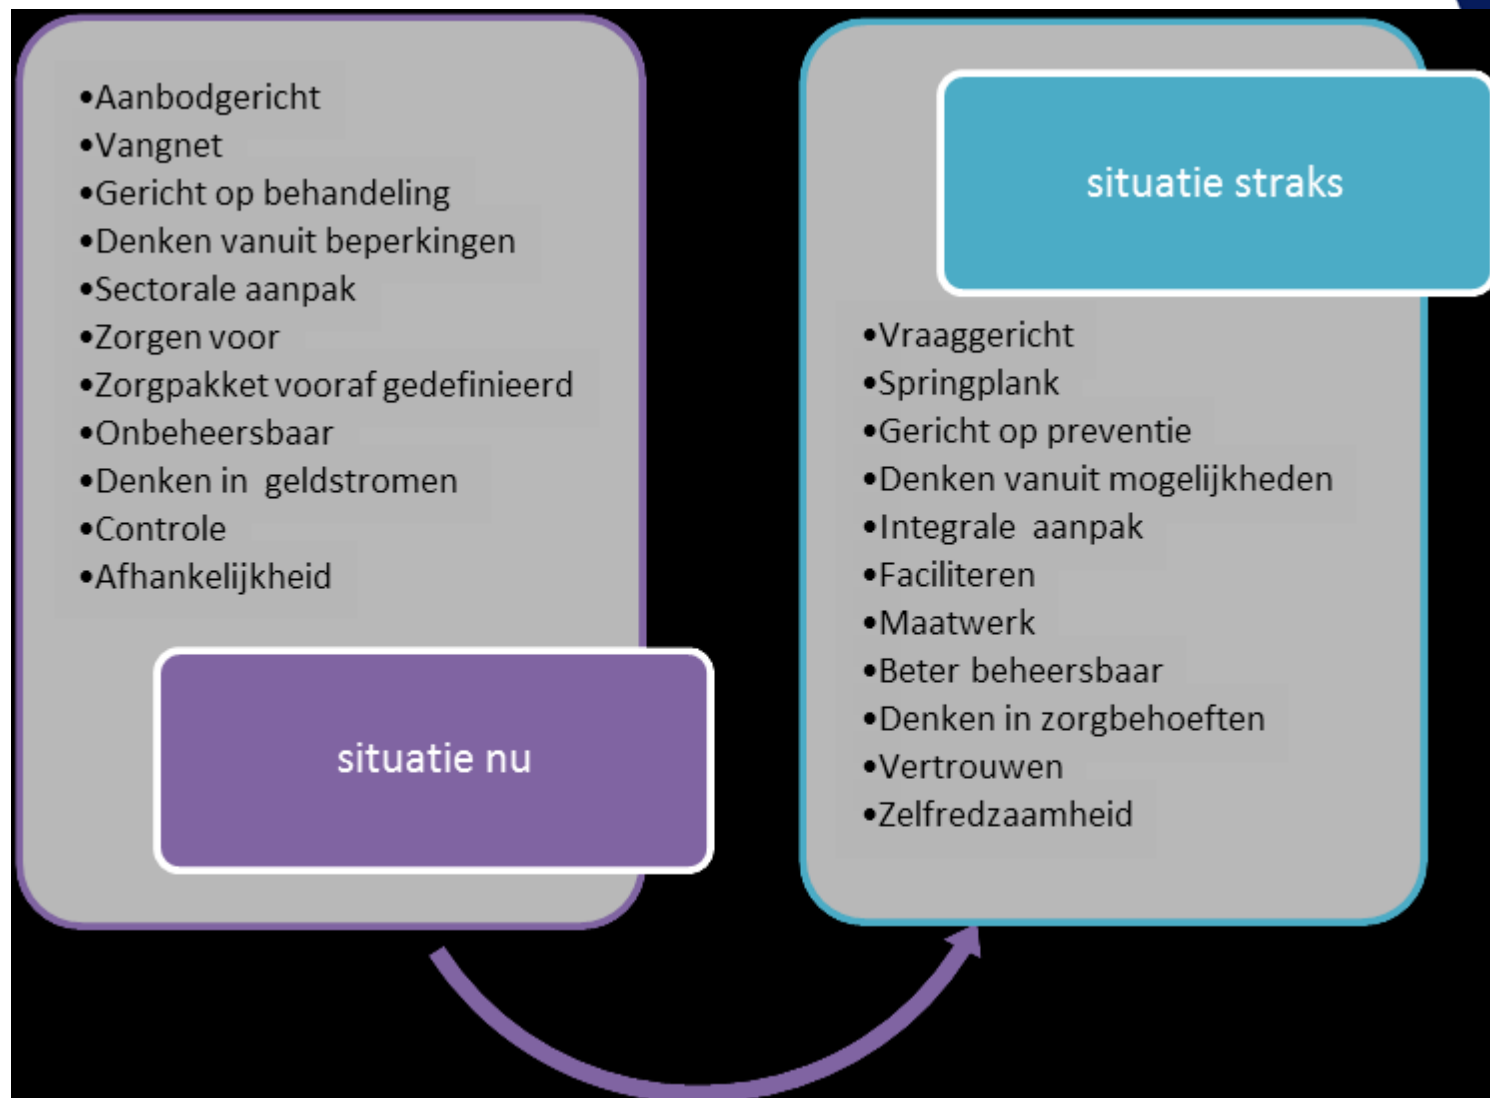 •Aanbodgericht
•Vangnet
•Gericht op behandeling
•Denken vanuit beperkingen
•Sectorale aanpak
•Zorgen voor
•Zorgpakket vooraf gedefinieerd
•Onbeheersbaar
•Denken in geldstromen
•Controle
•Afhankelijkheid
situatie nu
situatie straks
•Vraaggericht
•Springplank
•Gericht op preventie
•Denken vanuit mogelijkheden
•Integrale aanpak
•Faciliteren
•Maatwerk
•Beter beheersbaar
•Denken in zorgbehoeften
•Vertrouwen
•Zelfredzaamheid